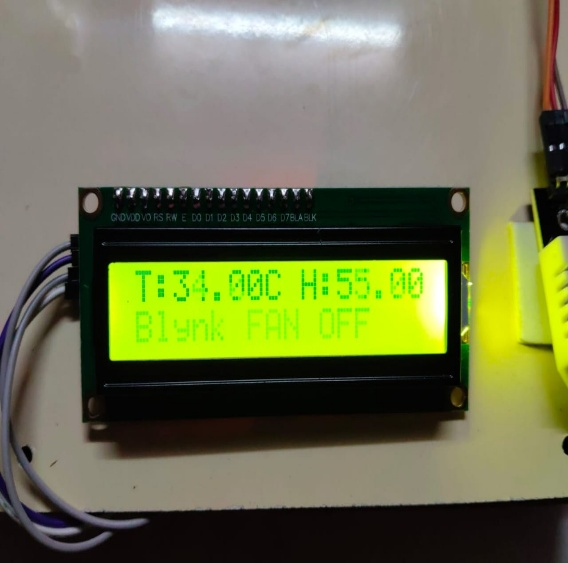 GND VDD VO RS RW E D0 D1 D2 D3 D4 D5 D6 D7 BLA BLK
T:34.00C H:55.00
Blynk FAN OFF